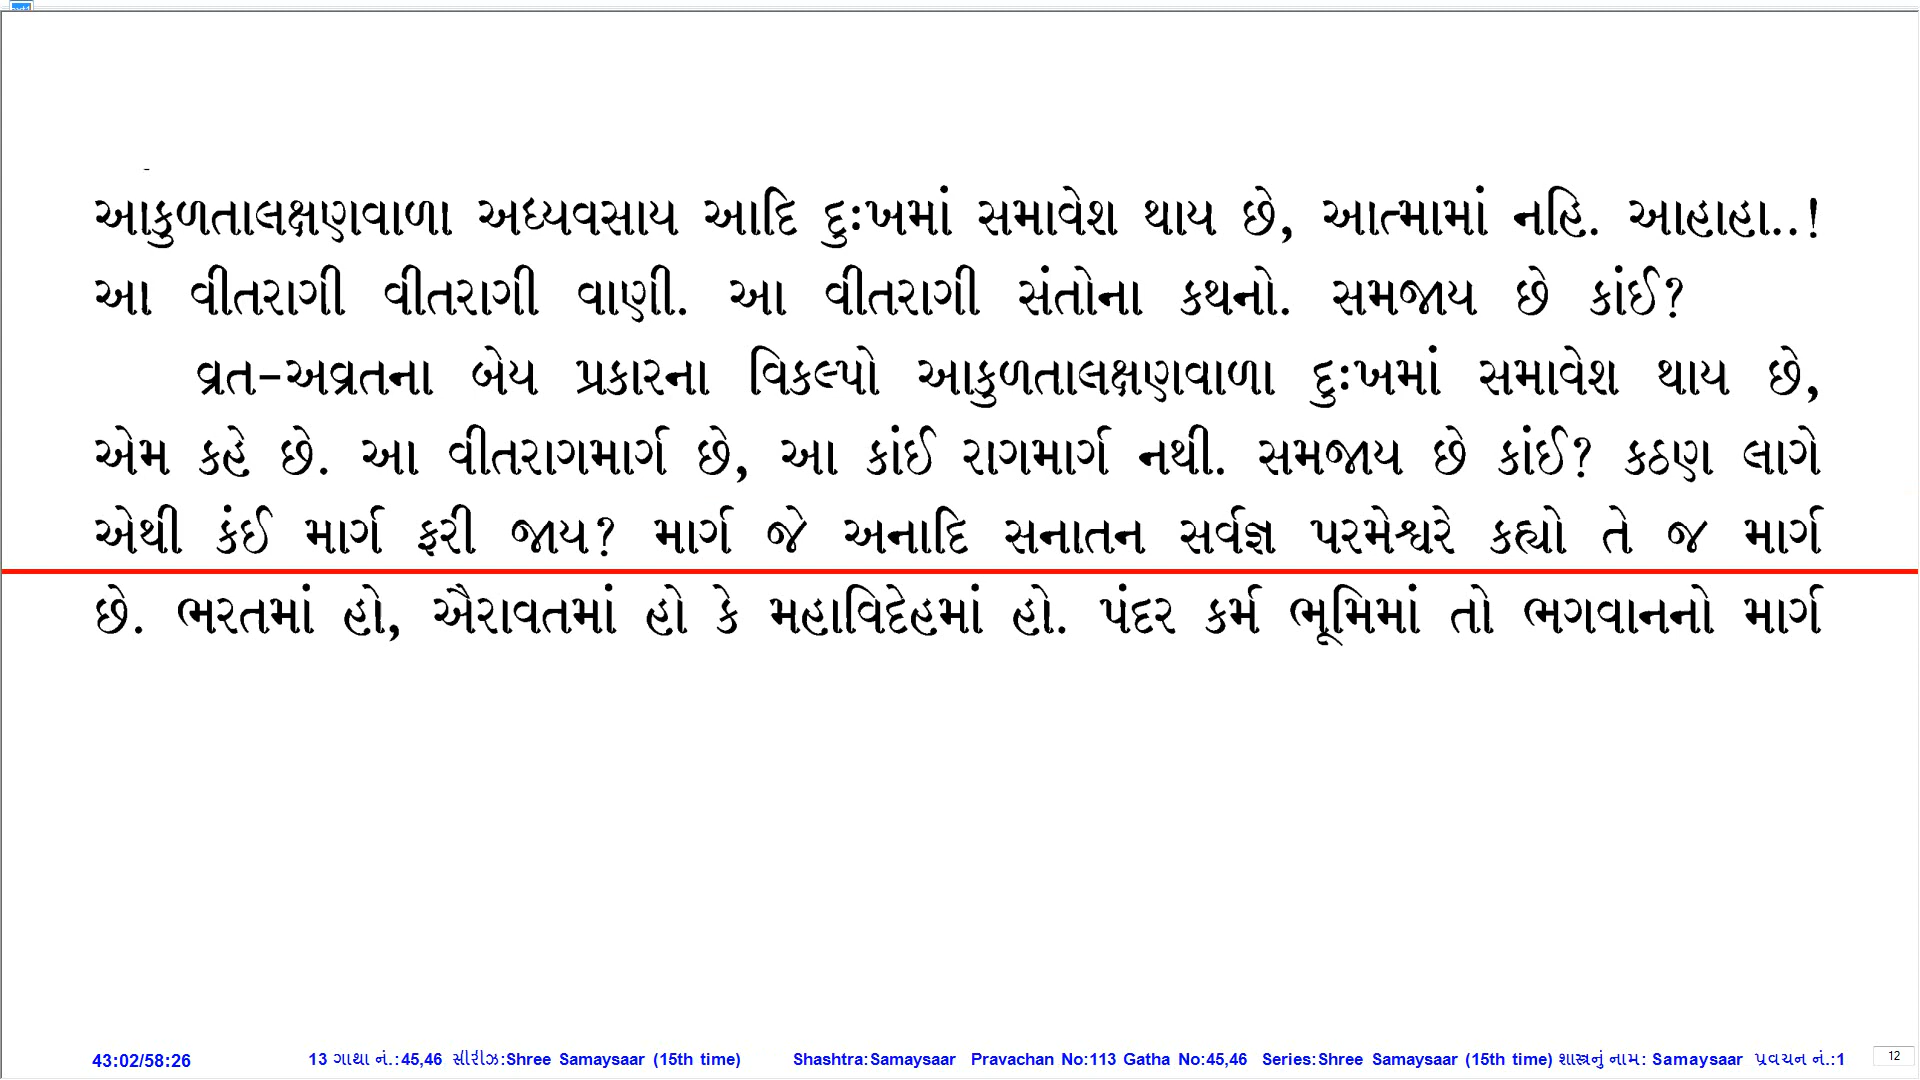 આકુળતાલક્ષણવાળા અધ્યવસાય આદિ દુઃખમાં સમાવેશ થાય છે, આત્મામાં નહિ. આહાહા..!
આ વીતરાગી વીતરાગી વાણી. આ વીતરાગી સંતોના કથનો. સમજાય છે કાંઈ?
વ્રત-અવ્રતના બેય પ્રકારના વિકલ્પો આકુળતાલક્ષણવાળા દુઃખમાં સમાવેશ થાય છે,
એમ કહે છે. આ વીતરાગમાર્ગ છે, આ કાંઈ રાગમાર્ગ નથી. સમજાય છે કાંઈ? કઠણ લાગે
એથી કંઈ માર્ગ ફરી જાય? માર્ગ જે અનાદિ સનાતન સર્વજ્ઞ પરમેશ્વરે કહ્યો તે જ માર્ગ
છે. ભરતમાં હો, ઐરાવતમાં હો કે મહાવિદેહમાં હો. પંદર કર્મ ભૂમિમાં તો ભગવાનનો માર્ગ
43:02/58:26 13 ગાથા નં.:45,46 સીરીઝ:Shree Samaysaar (15th time) Shashtra:Samaysaar Pravachan No:113 Gatha No:45,46 Series:Shree Samaysaar (15th time) શાસ્ત્રનું નામ: Samaysaar પ્રવચન નં.:1 12